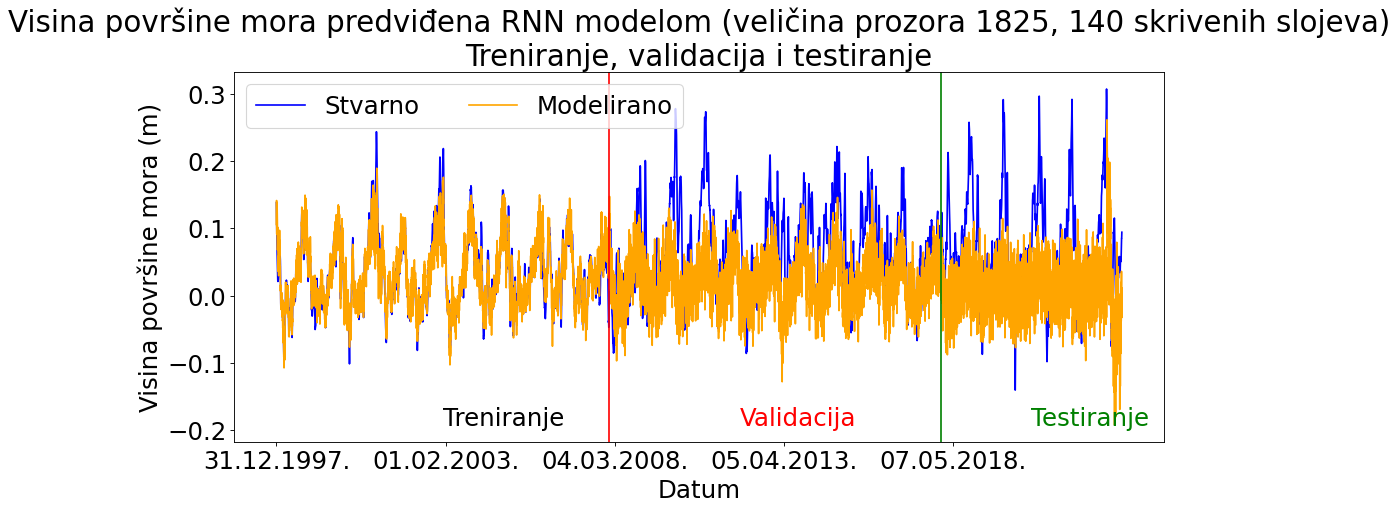 Visina površine mora predviđena RNN modelom (veličina prozora 1825, 140 skrivenih slojeva)
Treniranje, validacija i testiranje
Stvarno
Modelirano
Visina površine mora (m)
0.3
0.2
0.1
0.0
−0.1
−0.2
Treniranje
Validacija
Testiranje
31.12.1997.
01.02.2003.
04.03.2008.
05.04.2013.
07.05.2018.
Datum